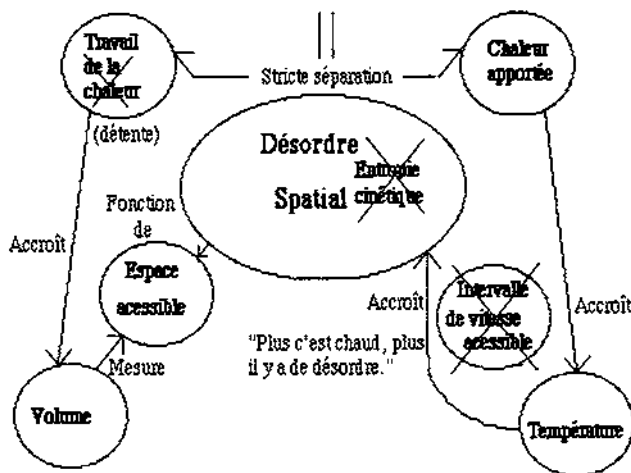 Travail
de la
chaleur
(détente)
Stricte séparation
Chaleur
apportée
Désordre
Spatial
Entropie
cinétique
Fonction
de
Accroît
Espace
acessible
Mesure
Volume
Accroît
"Plus c'est chaud, plus
il y a de désordre."
Intervalle
de vitesse
acessible
Accroît
Température